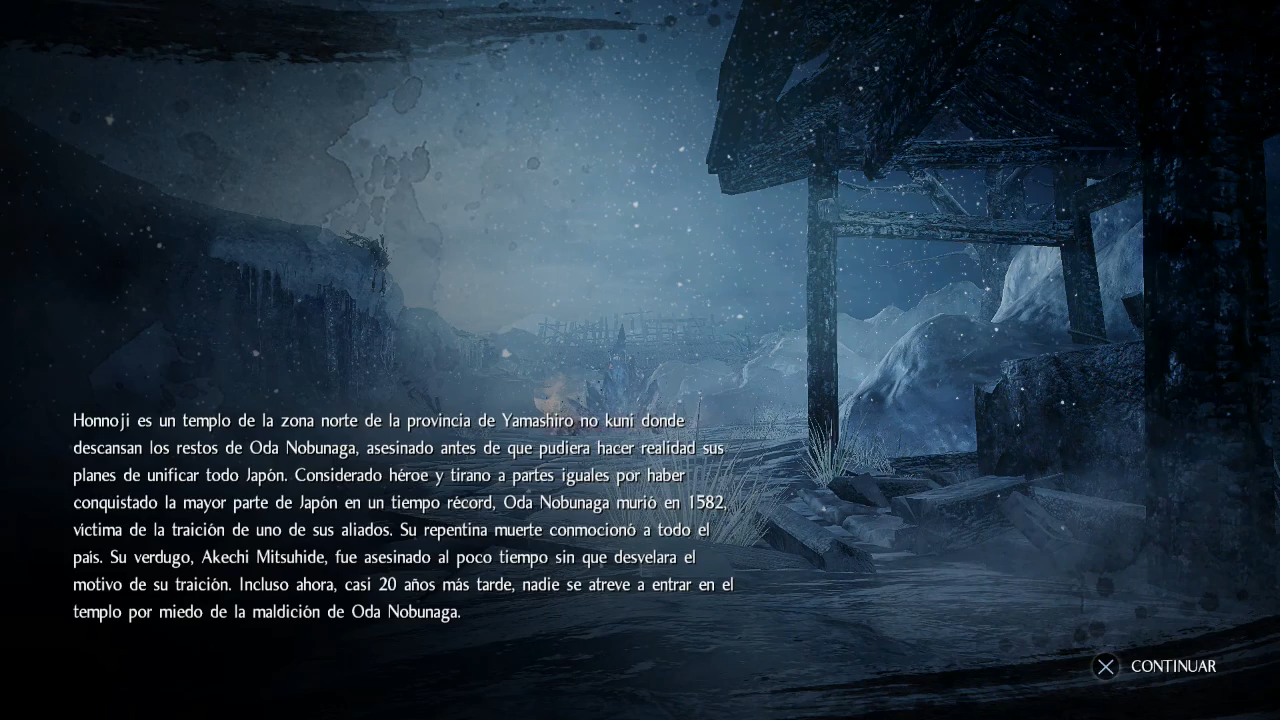 Honnoji es un templo de la zona norte de la provincia de Yamashiro no kuni donde
descansan los restos de Oda Nobunaga, asesinado antes de que pudiera hacer realidad sus
planes de unificar todo Japón. Considerado héroe y tirano a partes iguales por haber
conquistado la mayor parte de Japón en un tiempo récord, Oda Nobunaga murió en 1582,
víctima de la traición de uno de sus aliados. Su repentina muerte conmocionó a todo el
país. Su verdugo, Akechi Mitsuhide, fue asesinado al poco tiempo sin que desvelara el
motivo de su traición. Incluso ahora, casi 20 años más tarde, nadie se atreve a entrar en el
templo por miedo de la maldición de Oda Nobunaga.
CONTINUAR